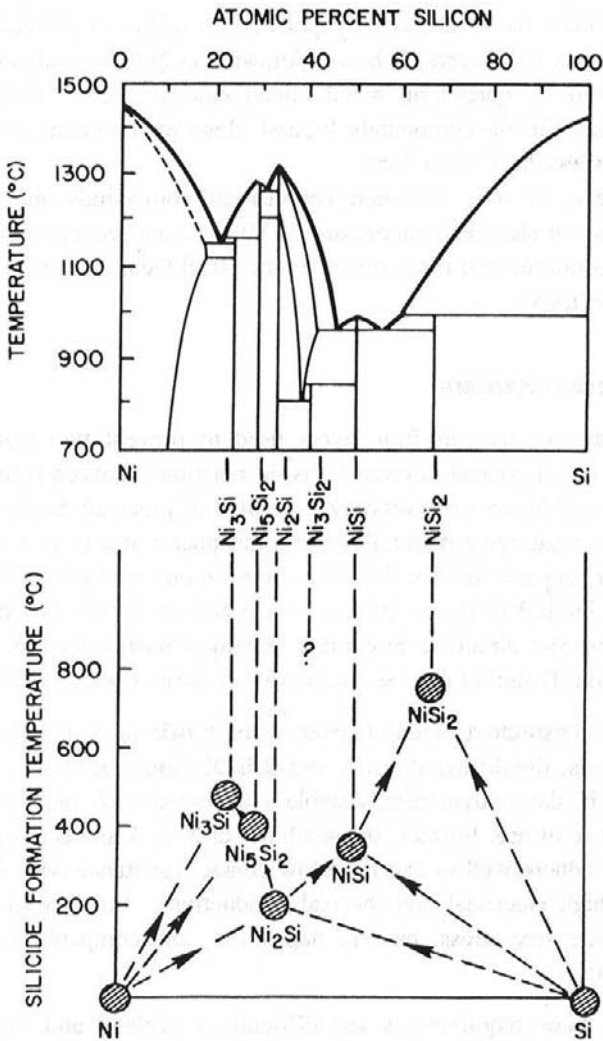 ATOMIC PERCENT SILICON
0 20 40 60 80 100
TEMPERATURE (°C)
1500
1300
1100
900
700
Ni Si
Ni₃Si
Ni₅Si₂
Ni₂Si
Ni₃Si₂
NiSi
NiSi₂
SILICIDE FORMATION TEMPERATURE (°C)
800
600
400
200
?
NiSi₂
Ni₃Si
Ni₅Si₂
NiSi
Ni₂Si
Ni Si